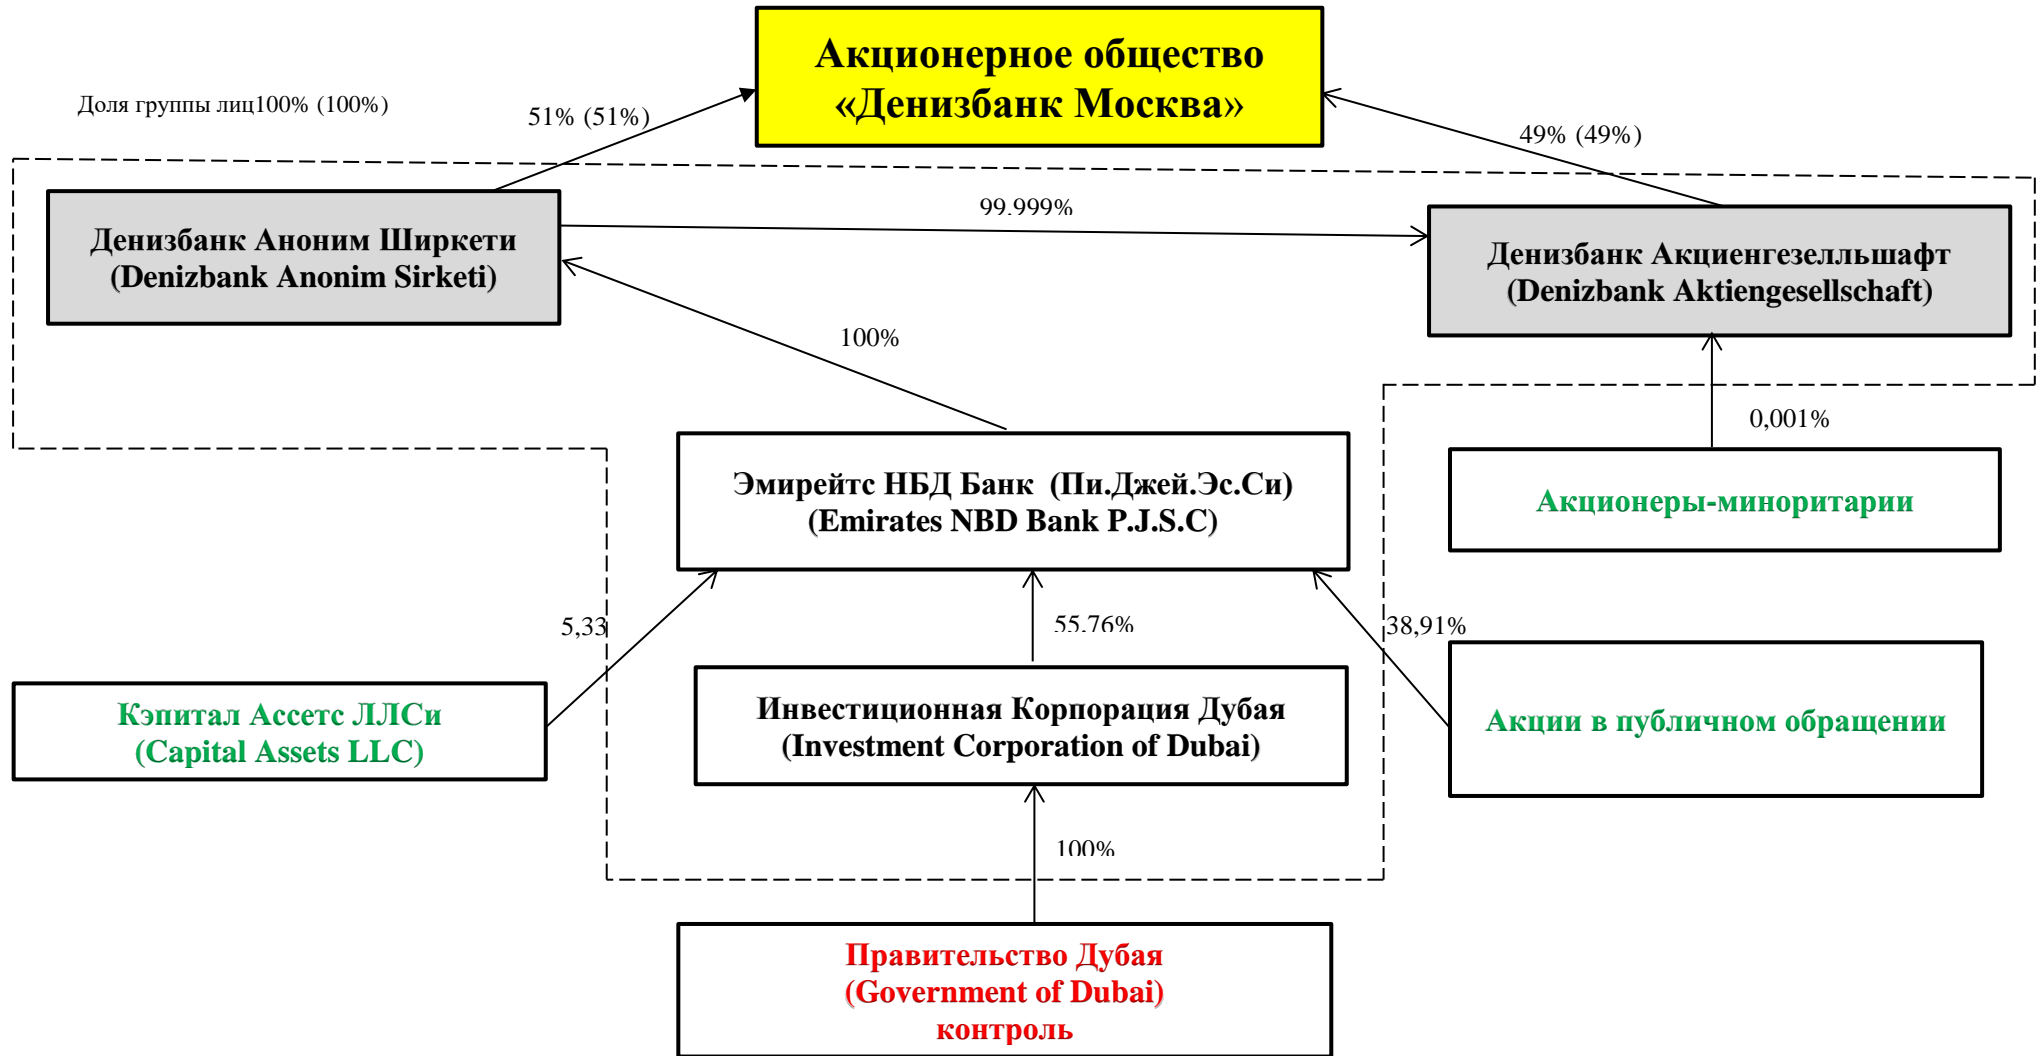 Акционерное общество
«Денизбанк Москва»
Доля группы лиц100% (100%)
51% (51%)
49% (49%)
99,999%
Денизбанк Аноним Ширкети
(Denizbank Anonim Sirketi)
Денизбанк Акциенгезелльшафт
(Denizbank Aktiengesellschaft)
100%
0,001%
Эмирейтс НБД Банк (Пи.Джей.Эс.Си)
(Emirates NBD Bank P.J.S.C)
Акционеры-миноритарии
5,33
55,76%
38,91%
Кэпитал Ассетс ЛЛСи
(Capital Assets LLC)
Инвестиционная Корпорация Дубая
(Investment Corporation of Dubai)
Акции в публичном обращении
100%
Правительство Дубая
(Government of Dubai)
контроль